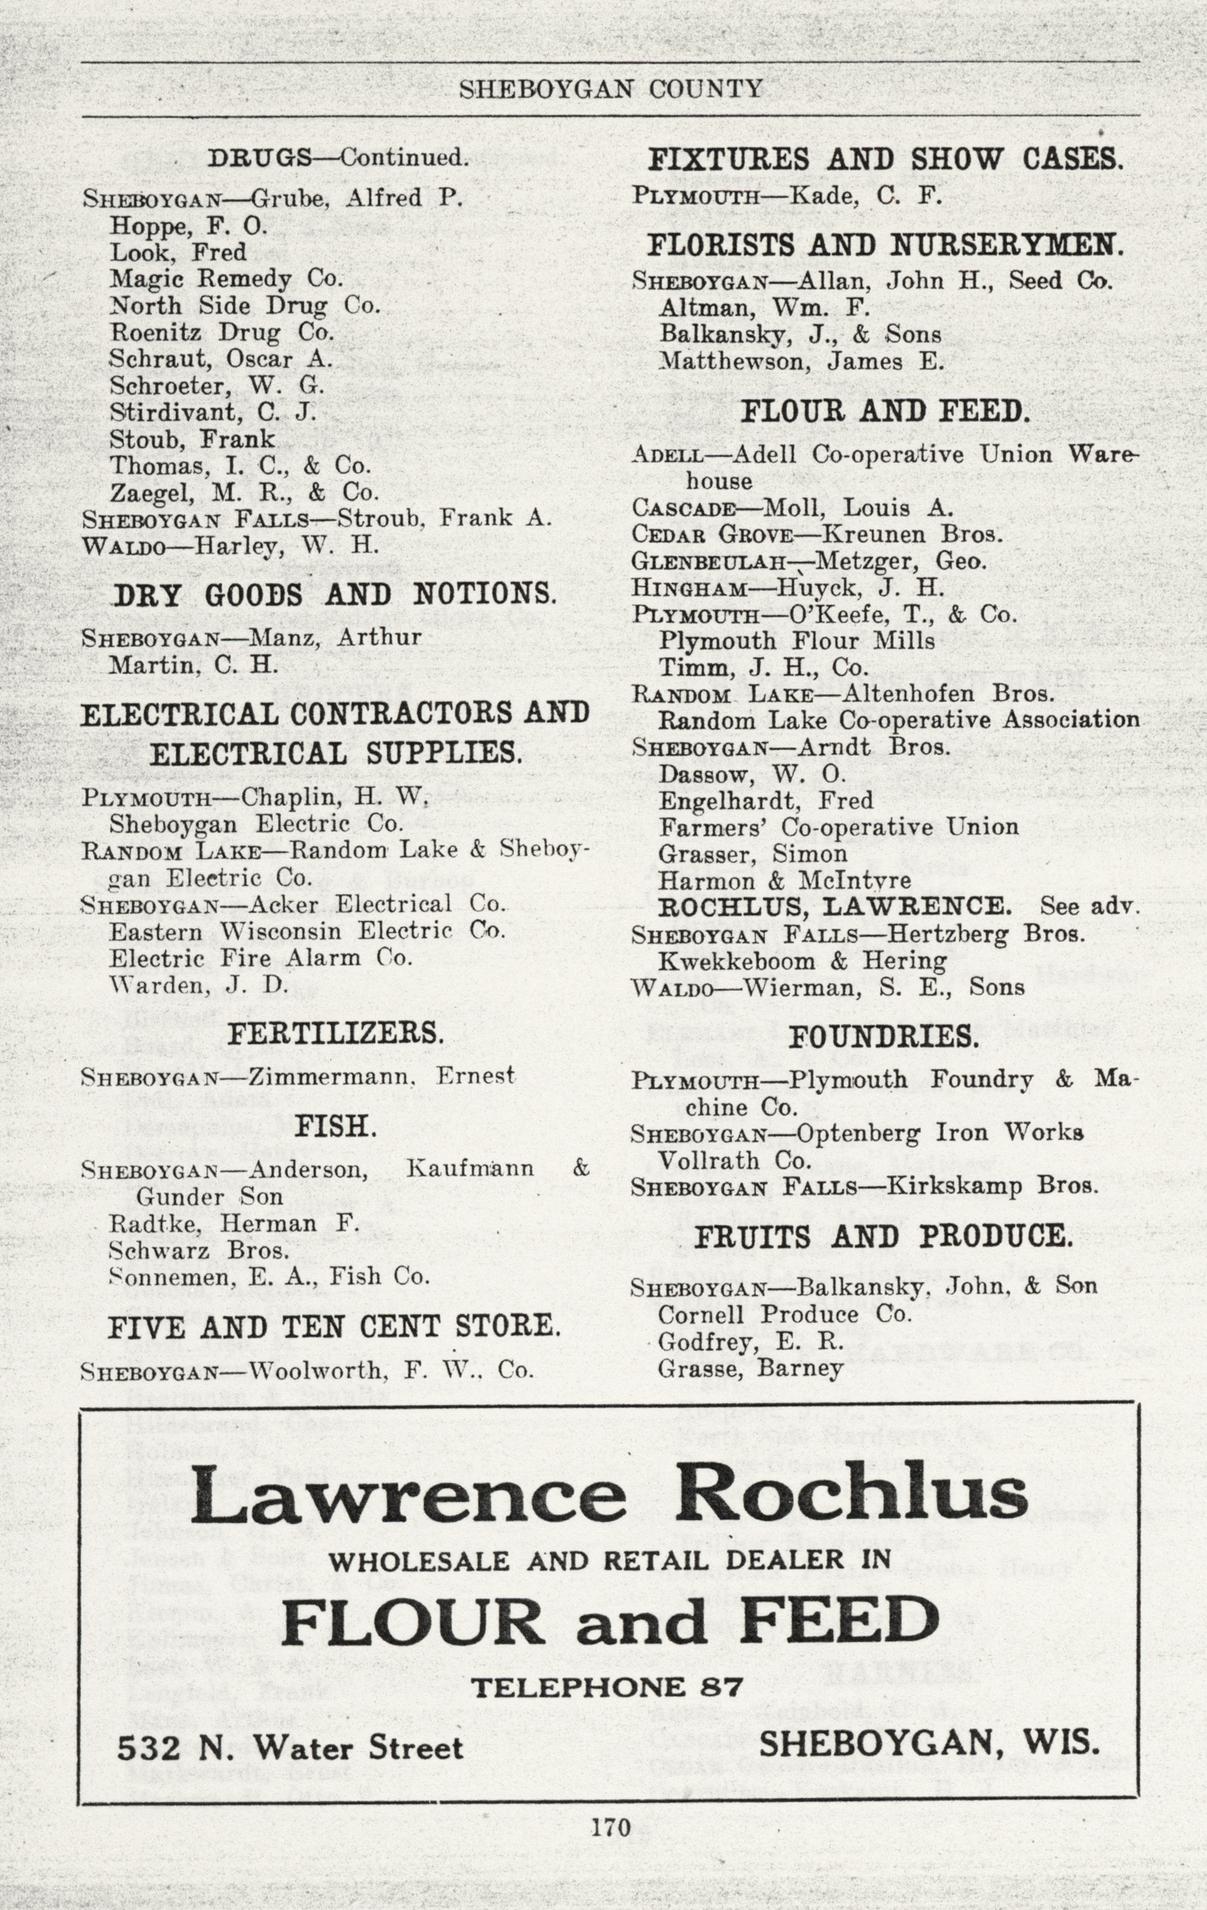 SHEBOYGAN COUNTY
DRUGS—Continued.
SHEBOYGAN—Grube, Alfred P.
Hoppe, F. O.
Look, Fred
Magic Remedy Co.
North Side Drug Co.
Roenitz Drug Co.
Schraut, Oscar A.
Schroeter, W. G.
Stirdivant, C. J.
Stoub, Frank
Thomas, I. C., & Co.
Zaegel, M. R., & Co.
SHEBOYGAN FALLS—Stroub, Frank A.
WALDO—Harley, W. H.
DRY GOODS AND NOTIONS.
SHEBOYGAN—Manz, Arthur
Martin, C. H.
ELECTRICAL CONTRACTORS AND
ELECTRICAL SUPPLIES.
PLYMOUTH—Chaplin, H. W.
Sheboygan Electric Co.
RANDOM LAKE—Random Lake & Sheboy-
gan Electric Co.
SHEBOYGAN—Acker Electrical Co.
Eastern Wisconsin Electric Co.
Electric Fire Alarm Co.
Warden, J. D.
FERTILIZERS.
SHEBOYGAN—Zimmermann, Ernest
FISH.
SHEBOYGAN—Anderson, Kaufmann &
Gunder Son
Radtke, Herman F.
Schwarz Bros.
Sonnemen, E. A., Fish Co.
FIVE AND TEN CENT STORE.
SHEBOYGAN—Woolworth, F. W., Co.
FIXTURES AND SHOW CASES.
PLYMOUTH—Kade, C. F.
FLORISTS AND NURSERYMEN.
SHEBOYGAN—Allan, John H., Seed Co.
Altman, Wm. F.
Balkansky, J., & Sons
Matthewson, James E.
FLOUR AND FEED.
ADELL—Adell Co-operative Union Ware-
house
CASCADE—Moll, Louis A.
CEDAR GROVE—Kreunen Bros.
GLENBEULAH—Metzger, Geo.
HINGHAM—Huyck, J. H.
PLYMOUTH—O'Keefe, T., & Co.
Plymouth Flour Mills
Timm, J. H., Co.
RANDOM LAKE—Altenhofen Bros.
Random Lake Co-operative Association
SHEBOYGAN—Arndt Bros.
Dassow, W. O.
Engelhardt, Fred
Farmers' Co-operative Union
Grasser, Simon
Harmon & McIntyre
ROCHLUS, LAWRENCE. See adv.
SHEBOYGAN FALLS—Hertzberg Bros.
Kwekkeboom & Hering
WALDO—Wierman, S. E., Sons
FOUNDRIES.
PLYMOUTH—Plymouth Foundry & Ma-
chine Co.
SHEBOYGAN—Optenberg Iron Works
Vollrath Co.
SHEBOYGAN FALLS—Kirkskamp Bros.
FRUITS AND PRODUCE.
SHEBOYGAN—Balkansky, John, & Son
Cornell Produce Co.
Godfrey, E. R.
Grasse, Barney
Lawrence Rochlus
WHOLESALE AND RETAIL DEALER IN
FLOUR and FEED
TELEPHONE 87
532 N. Water Street SHEBOYGAN, WIS.
170